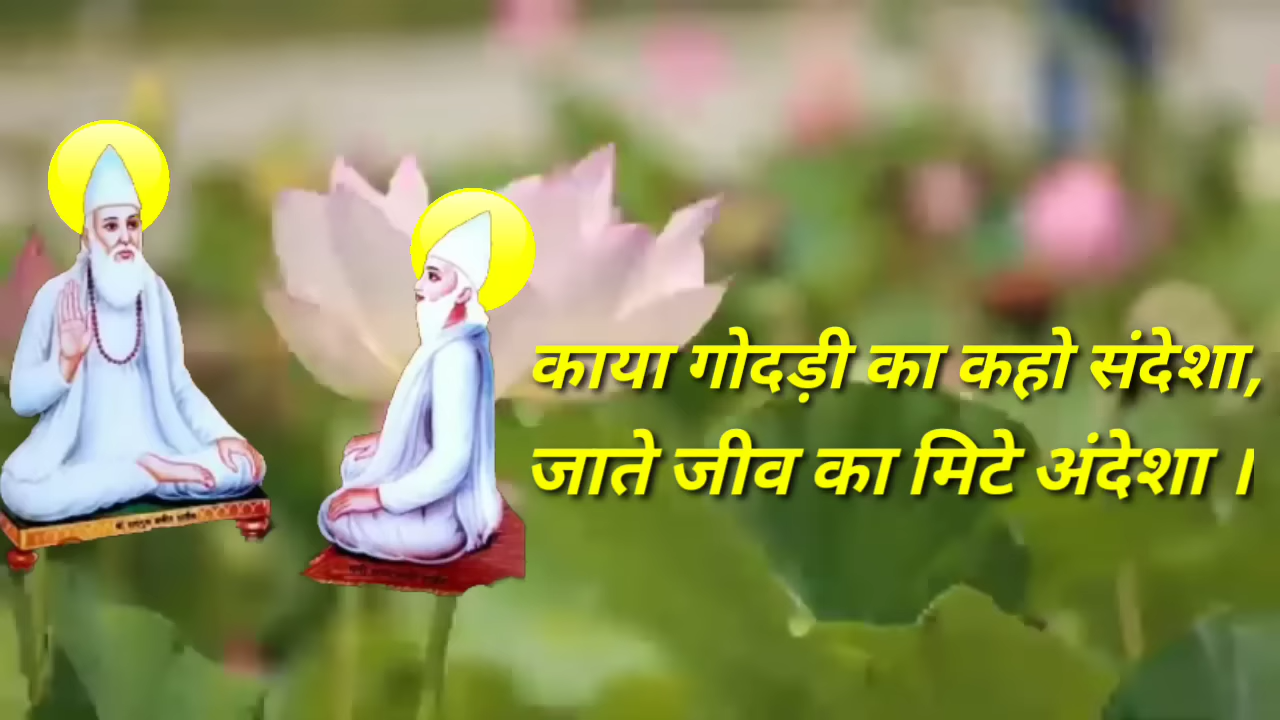 काया गोदड़ी का कहो संदेशा,
जाते जीव का मिटे अंदेशा ।